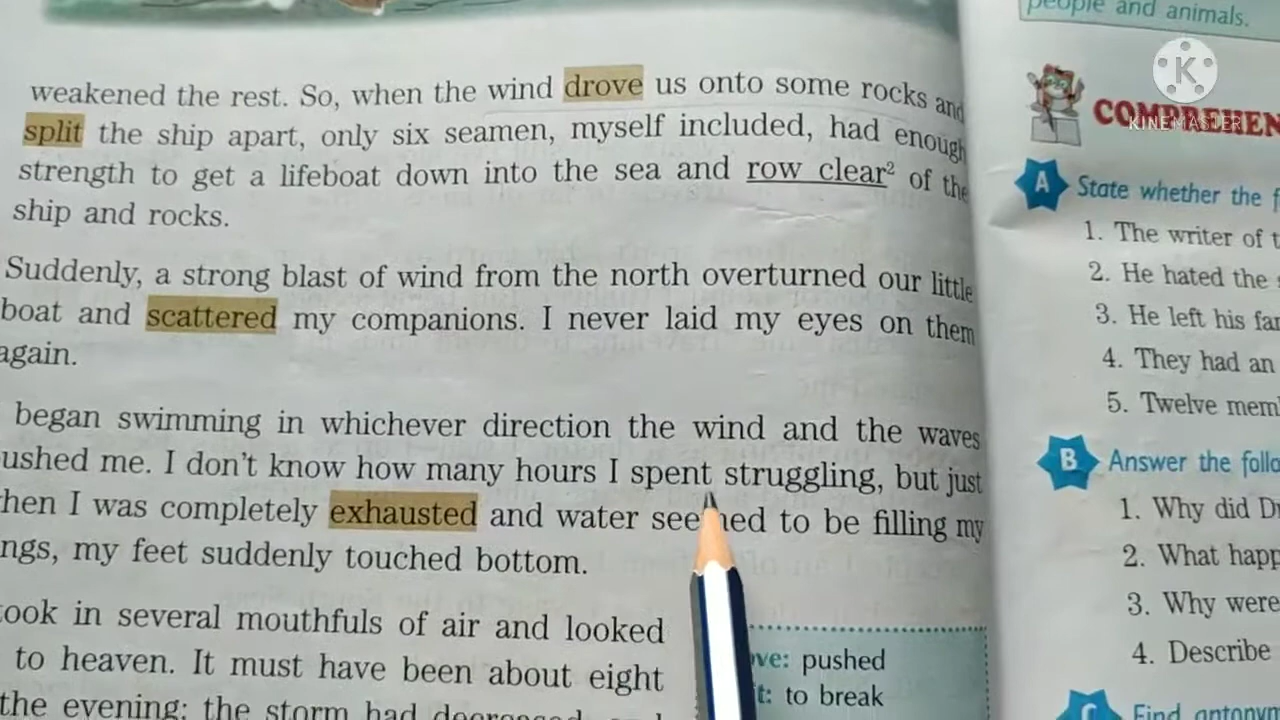 weakened the rest. So, when the wind drove us onto some rocks and
split the ship apart, only six seamen, myself included, had enough
strength to get a lifeboat down into the sea and row clear² of the
ship and rocks.
Suddenly, a strong blast of wind from the north overturned our little
boat and scattered my companions. I never laid my eyes on them
again.
began swimming in whichever direction the wind and the waves
ushed me. I don't know how many hours I spent struggling, but just
hen I was completely exhausted and water see ed to be filling my
ngs, my feet suddenly touched bottom.
ook in several mouthfuls of air and looked
to heaven. It must have been about eight
the evening; the storm had decreased and
ve: pushed
t: to break
people and animals.
COMPREHEN
KINEMASTER
A State whether the f
1. The writer of t
2. He hated the
3. He left his far
4. They had an
5. Twelve mem
B Answer the follo
1. Why did D
2. What happ
3. Why were
4. Describe
C Find antonym